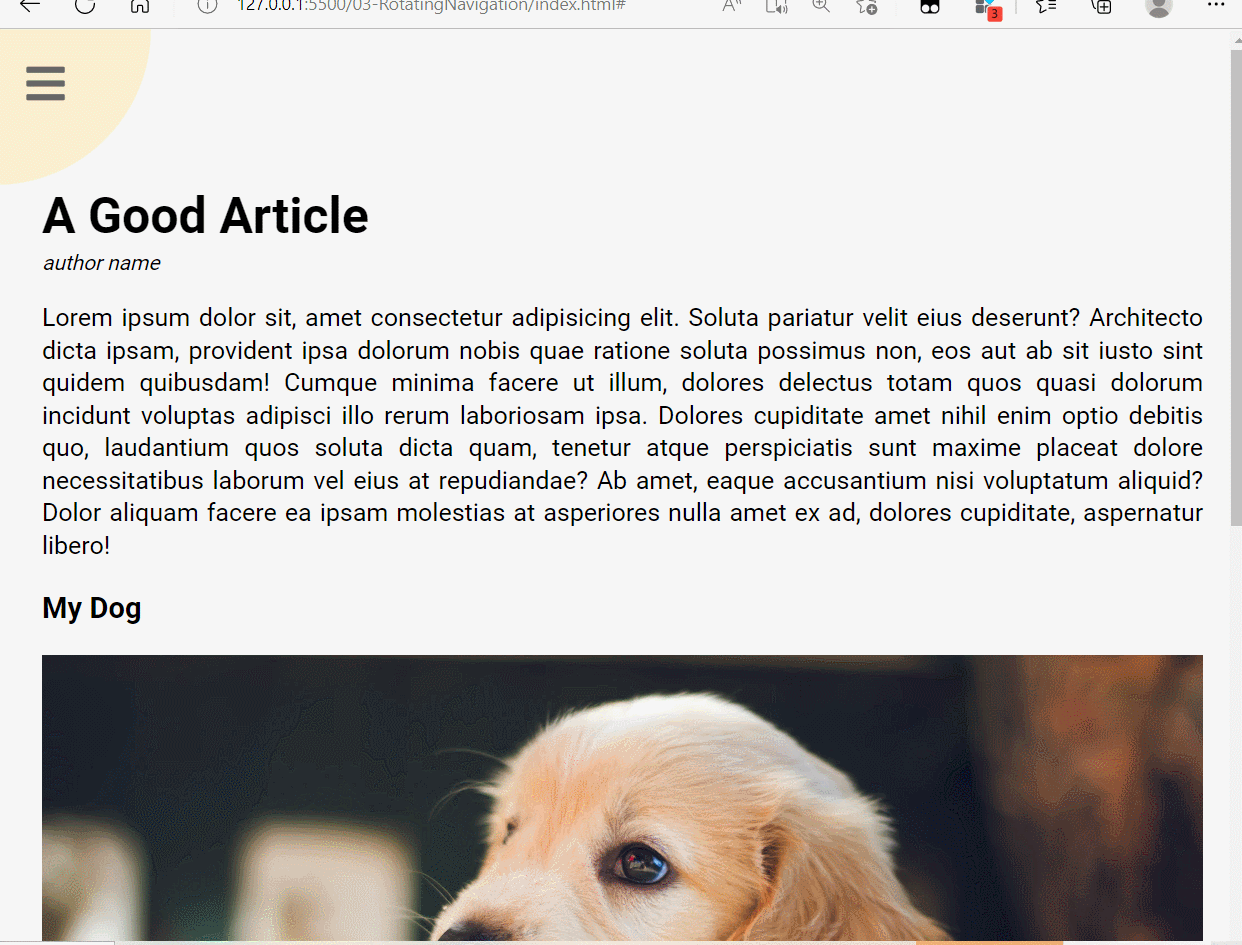 127.0.0.1:5500/03-RotatingNavigation/index.html#
3
A Good Article
author name
Lorem ipsum dolor sit, amet consectetur adipisicing elit. Soluta pariatur velit eius deserunt? Architecto
dicta ipsam, provident ipsa dolorum nobis quae ratione soluta possimus non, eos aut ab sit iusto sint
quidem quibusdam! Cumque minima facere ut illum, dolores delectus totam quos quasi dolorum
incidunt voluptas adipisci illo rerum laboriosam ipsa. Dolores cupiditate amet nihil enim optio debitis
quo, laudantium quos soluta dicta quam, tenetur atque perspiciatis sunt maxime placeat dolore
necessitatibus laborum vel eius at repudiandae? Ab amet, eaque accusantium nisi voluptatum aliquid?
Dolor aliquam facere ea ipsam molestias at asperiores nulla amet ex ad, dolores cupiditate, aspernatur
libero!
My Dog